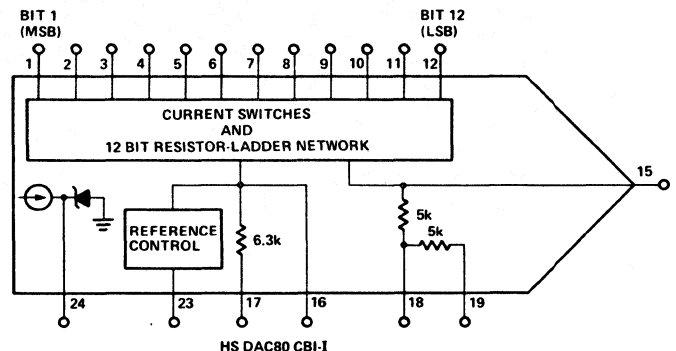 BIT 1
(MSB)
BIT 12
(LSB)
1 2 3 4 5 6 7 8 9 10 11 12
CURRENT SWITCHES
AND
12 BIT RESISTOR-LADDER NETWORK
15
5k
5k
REFERENCE
CONTROL
6.3k
24 23 17 16 18 19
HS DAC80 CBI-I